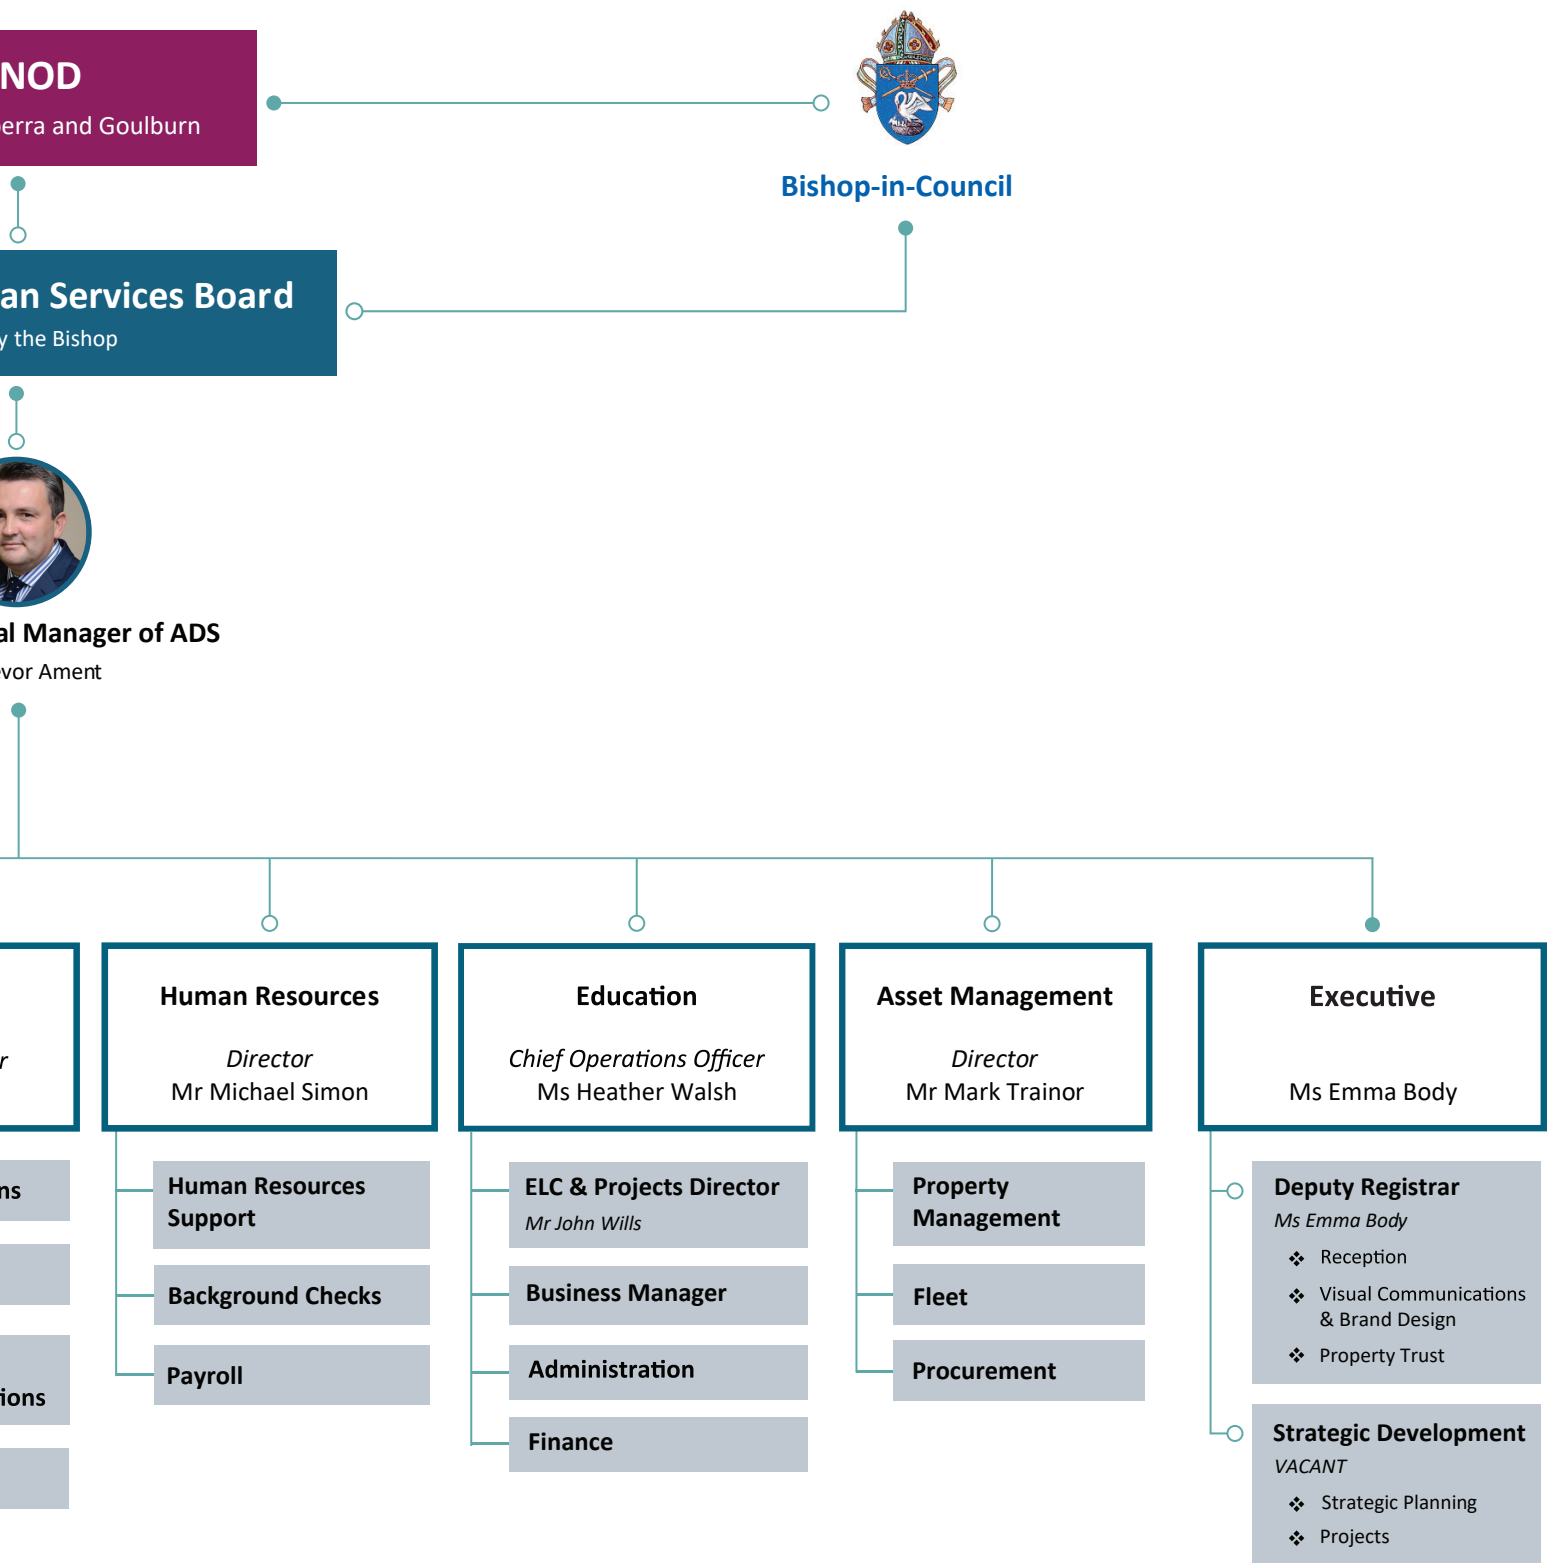 NOD
erra and Goulburn
Bishop-in-Council
an Services Board
y the Bishop
al Manager of ADS
vor Ament
r
Human Resources
Director
Mr Michael Simon
Education
Chief Operations Officer
Ms Heather Walsh
Asset Management
Director
Mr Mark Trainor
Executive
Ms Emma Body
ns
ions
Human Resources
Support
Background Checks
Payroll
ELC & Projects Director
Mr John Wills
Business Manager
Administration
Finance
Property
Management
Fleet
Procurement
Deputy Registrar
Ms Emma Body
❖ Reception
❖ Visual Communications
& Brand Design
❖ Property Trust
Strategic Development
VACANT
❖ Strategic Planning
❖ Projects